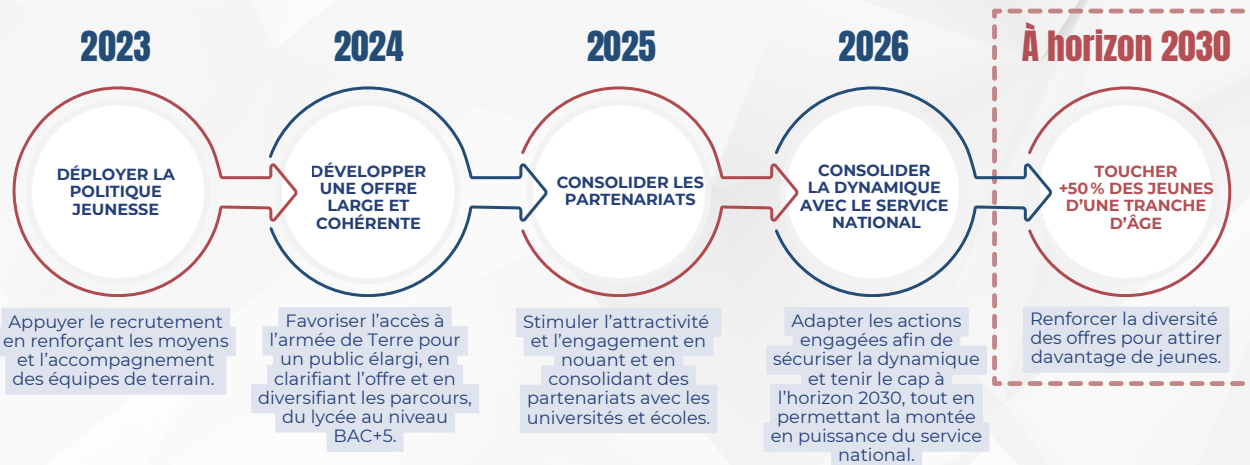 2023
DÉPLOYER LA
POLITIQUE
JEUNESSE
Appuyer le recrutement
en renforçant les moyens
et l'accompagnement
des équipes de terrain.
2024
DÉVELOPPER
UNE OFFRE
LARGE ET
COHÉRENTE
Favoriser l'accès à
l'armée de Terre pour
un public élargi, en
clarifiant l'offre et en
diversifiant les parcours,
du lycée au niveau
BAC+5.
2025
CONSOLIDER LES
PARTENARIATS
Stimuler l'attractivité
et l'engagement en
nouant et en
consolidant des
partenariats avec les
universités et écoles.
2026
CONSOLIDER
LA DYNAMIQUE
AVEC LE SERVICE
NATIONAL
Adapter les actions
engagées afin de
sécuriser la dynamique
et tenir le cap à
l'horizon 2030, tout en
permettant la montée
en puissance du service
national.
À horizon 2030
TOUCHER
+50 % DES JEUNES
D'UNE TRANCHE
D'ÂGE
Renforcer la diversité
des offres pour attirer
davantage de jeunes.